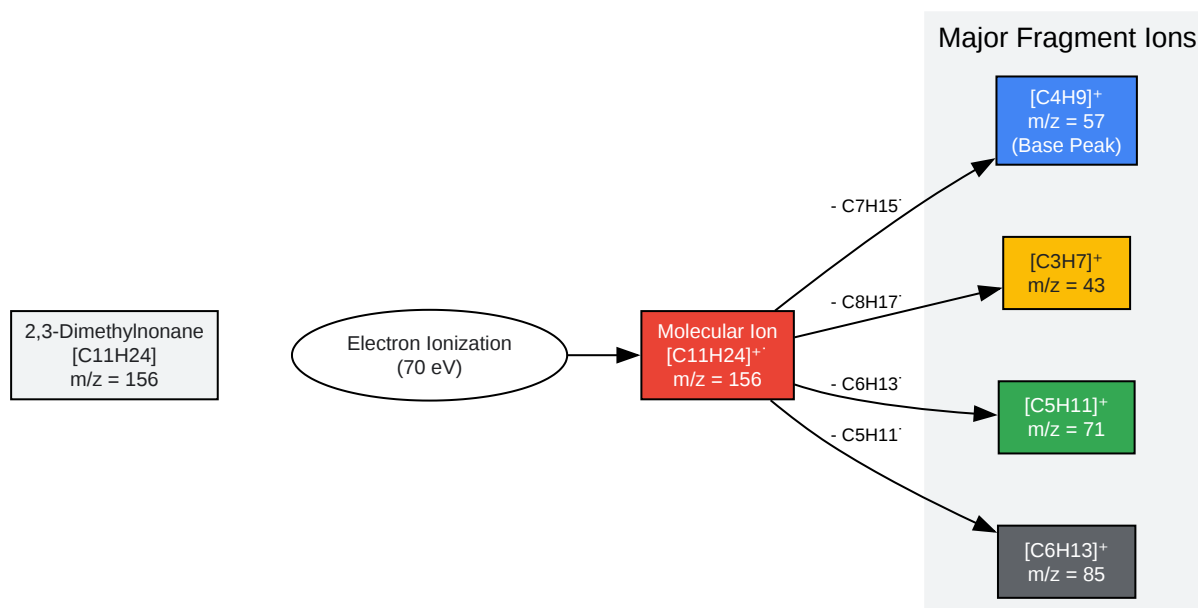 Major Fragment Ions
2,3-Dimethylnonane
[C11H24]
m/z = 156
Electron Ionization
(70 eV)
Molecular Ion
[C11H24]⁺˙
m/z = 156
- C7H15˙
- C8H17˙
- C6H13˙
- C5H11˙
[C4H9]⁺
m/z = 57
(Base Peak)
[C3H7]⁺
m/z = 43
[C5H11]⁺
m/z = 71
[C6H13]⁺
m/z = 85